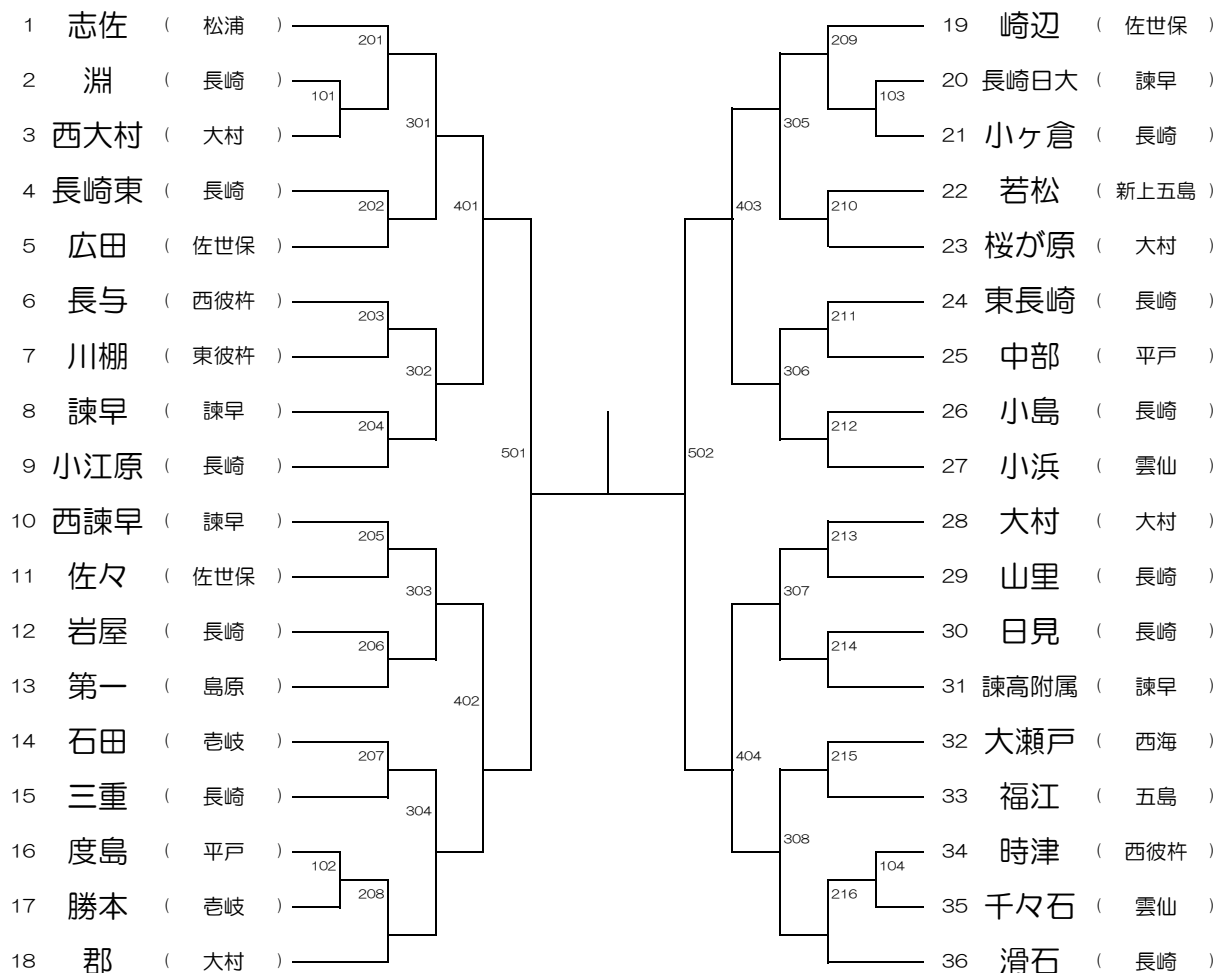 1 志佐 ( 松浦 )
2 淵 ( 長崎 )
3 西大村 ( 大村 )
4 長崎東 ( 長崎 )
5 広田 ( 佐世保 )
6 長与 ( 西彼杵 )
7 川棚 ( 東彼杵 )
8 諫早 ( 諫早 )
9 小江原 ( 長崎 )
10 西諫早 ( 諫早 )
11 佐々 ( 佐世保 )
12 岩屋 ( 長崎 )
13 第一 ( 島原 )
14 石田 ( 壱岐 )
15 三重 ( 長崎 )
16 度島 ( 平戸 )
17 勝本 ( 壱岐 )
18 郡 ( 大村 )
101
102
201
202
203
204
205
206
207
208
301
302
303
304
401
402
501
502
403
404
305
306
307
308
209
210
211
212
213
214
215
216
103
104
19 崎辺 ( 佐世保 )
20 長崎日大 ( 諫早 )
21 小ヶ倉 ( 長崎 )
22 若松 ( 新上五島 )
23 桜が原 ( 大村 )
24 東長崎 ( 長崎 )
25 中部 ( 平戸 )
26 小島 ( 長崎 )
27 小浜 ( 雲仙 )
28 大村 ( 大村 )
29 山里 ( 長崎 )
30 日見 ( 長崎 )
31 諫高附属 ( 諫早 )
32 大瀬戸 ( 西海 )
33 福江 ( 五島 )
34 時津 ( 西彼杵 )
35 千々石 ( 雲仙 )
36 滑石 ( 長崎 )